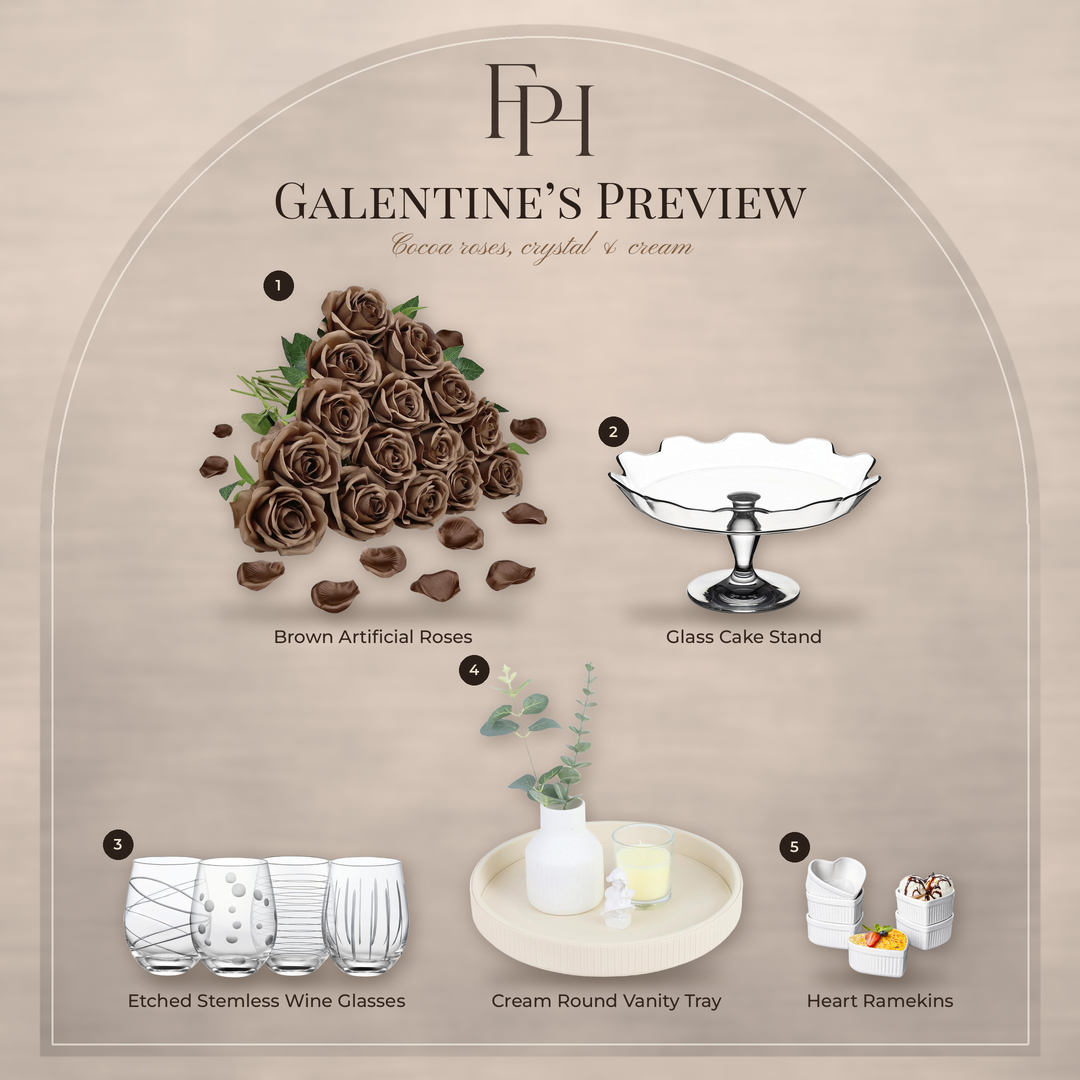 FPH
GALENTINE'S PREVIEW
Cocoa roses, crystal & cream
1
2
Brown Artificial Roses
Glass Cake Stand
4
3
5
Etched Stemless Wine Glasses
Cream Round Vanity Tray
Heart Ramekins